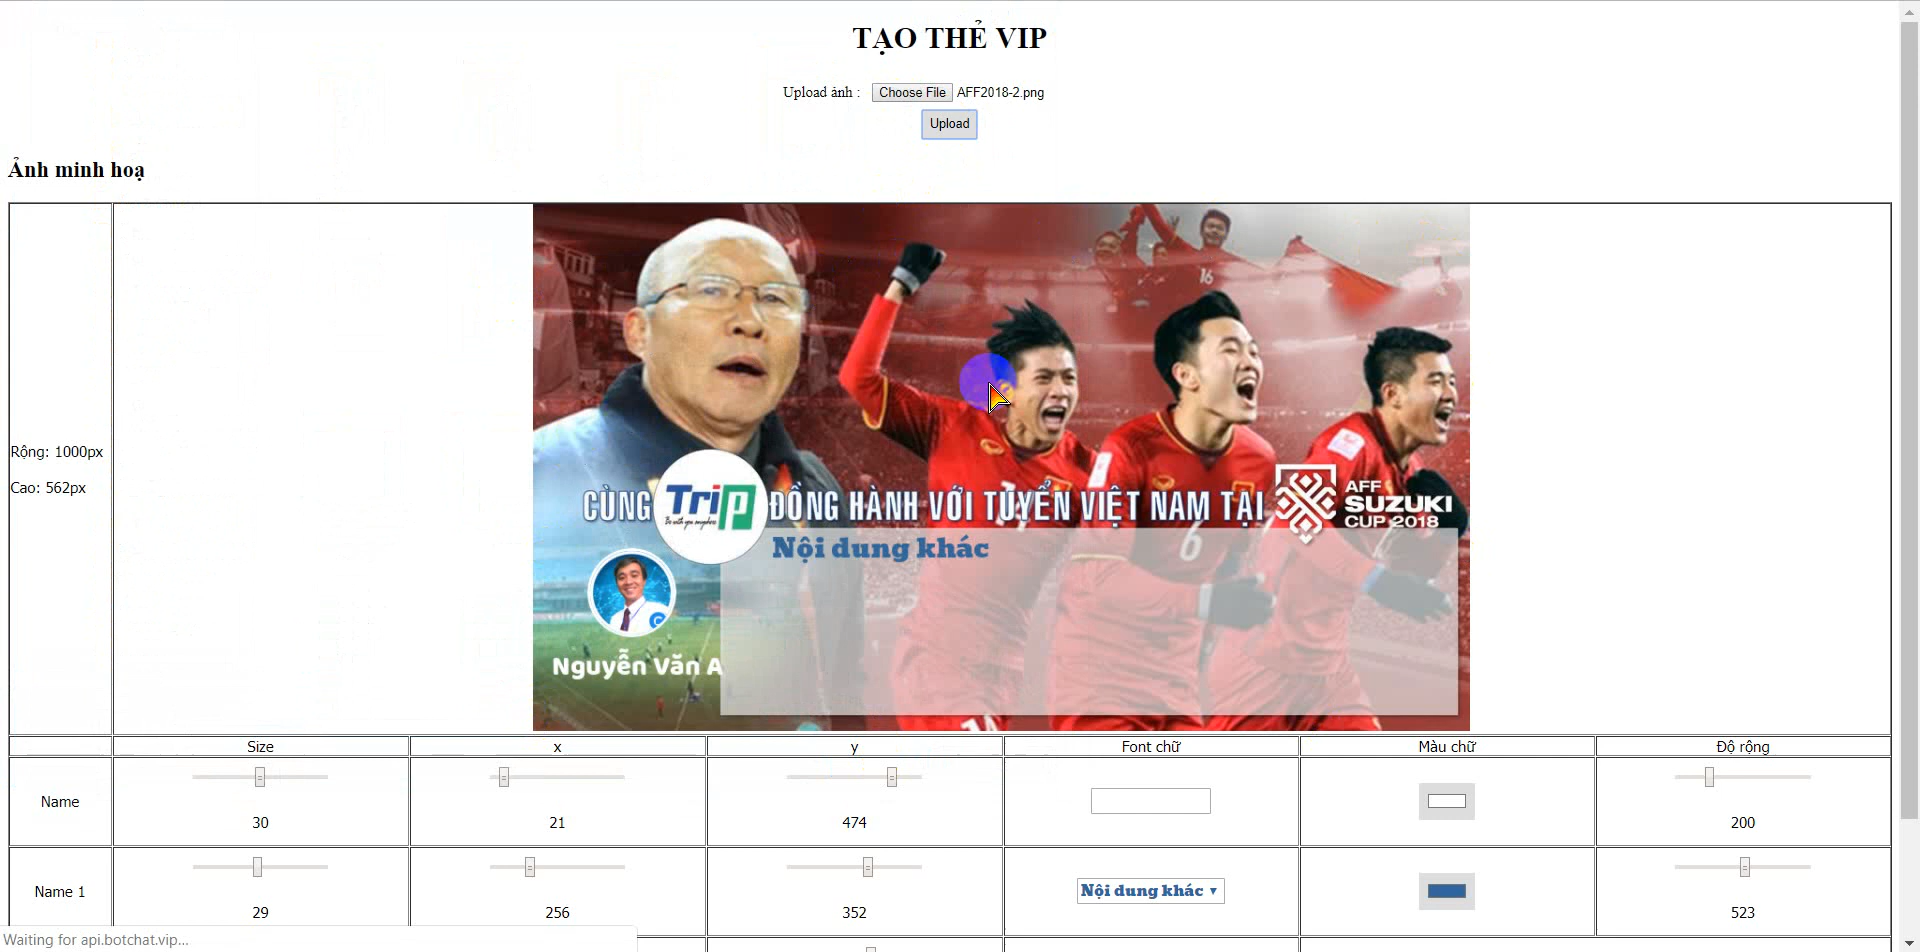 TẠO THẺ VIP
Upload ảnh : Choose File AFF2018-2.png
Upload
Ảnh minh hoạ
Rộng: 1000px
Cao: 562px
16
CÙNG Trip ĐỒNG HÀNH VỚI TUYỂN VIỆT NAM TẠI
AFF
SUZUKI
CUP 2018
Nội dung khác
6
Nguyễn Văn A
14
Size x y Font chữ Màu chữ Độ rộng
Name 30 21 474 200
Name 1 29 256 352 Nội dung khác 523
Waiting for api.botchat.vip...